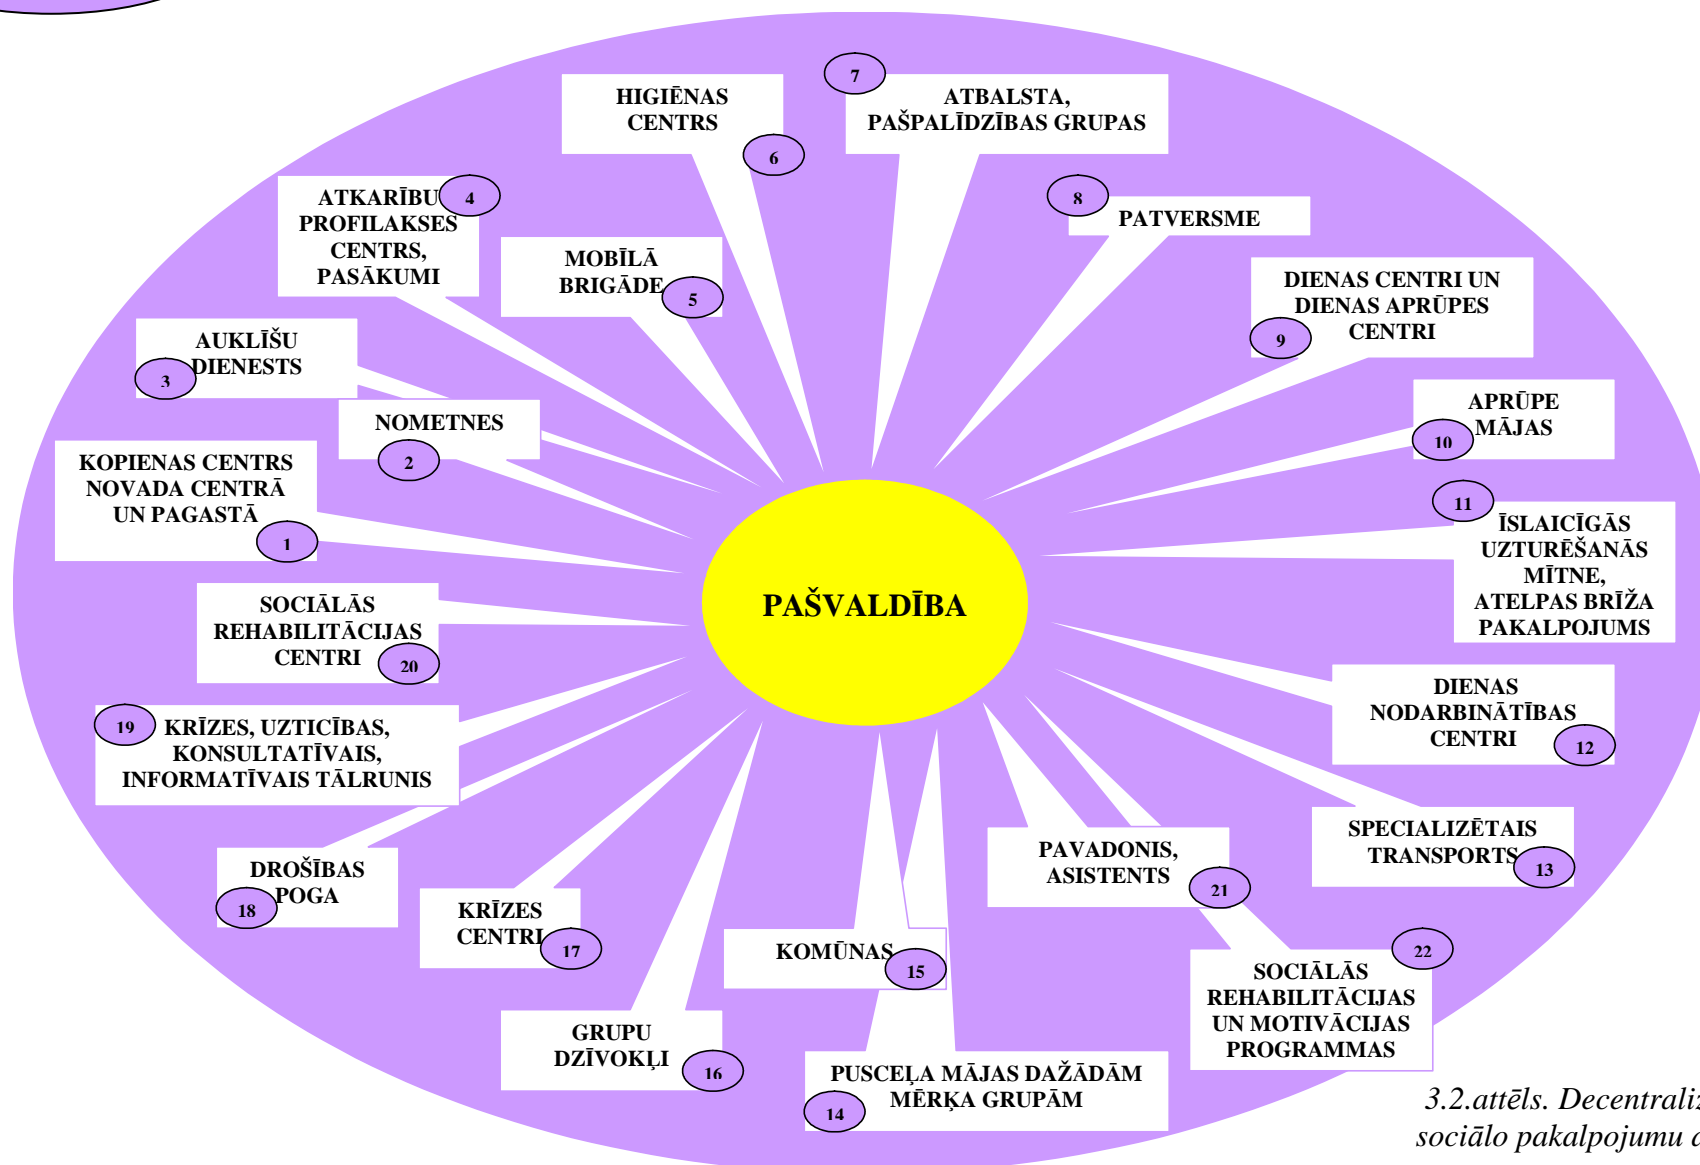 7
HIGIĒNAS
CENTRS
6
ATBALSTA,
PAŠPALĪDZĪBAS GRUPAS
4
ATKARĪBU
PROFILAKSES
CENTRS,
PASĀKUMI
8
PATVERSME
MOBĪLĀ
BRIGĀDE
5
DIENAS CENTRI UN
DIENAS APRŪPES
CENTRI
9
AUKLĪŠU
DIENESTS
3
NOMETNES
2
APRŪPE
MĀJAS
10
KOPIENAS CENTRS
NOVADA CENTRĀ
UN PAGASTĀ
1
11
ĪSLAICĪGĀS
UZTURĒŠANĀS
MĪTNE,
ATELPAS BRĪŽA
PAKALPOJUMS
PAŠVALDĪBA
SOCIĀLĀS
REHABILITĀCIJAS
CENTRI
20
DIENAS
NODARBINĀTĪBAS
CENTRI
12
19
KRĪZES, UZTICĪBAS,
KONSULTATĪVAIS,
INFORMATĪVAIS TĀLRUNIS
SPECIALIZĒTAIS
TRANSPORTS
13
PAVADONIS,
ASISTENTS
21
DROŠĪBAS
POGA
18
KRĪZES
CENTRI
17
KOMŪNAS
15
22
SOCIĀLĀS
REHABILITĀCIJAS
UN MOTIVĀCIJAS
PROGRAMMAS
GRUPU
DZĪVOKĻI
16
PUSCEĻA MĀJAS DAŽĀDĀM
MĒRĶA GRUPĀM
14
3.2.attēls. Decentraliz
sociālo pakalpojumu